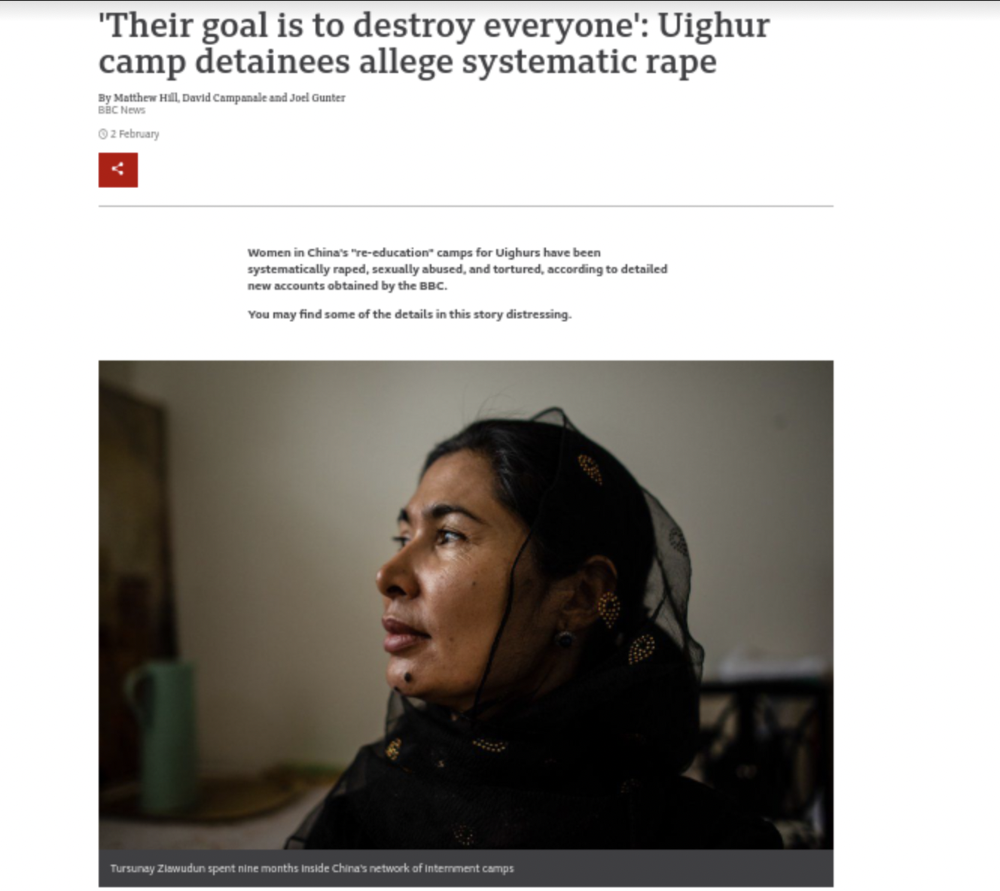 'Their goal is to destroy everyone': Uighur
camp detainees allege systematic rape
By Matthew Hill, David Campanale and Joel Gunter
BBC News
2 February
Women in China's "re-education" camps for Uighurs have been
systematically raped, sexually abused, and tortured, according to detailed
new accounts obtained by the BBC.
You may find some of the details in this story distressing.
Tursunay Ziawudun spent nine months inside China's network of internment camps